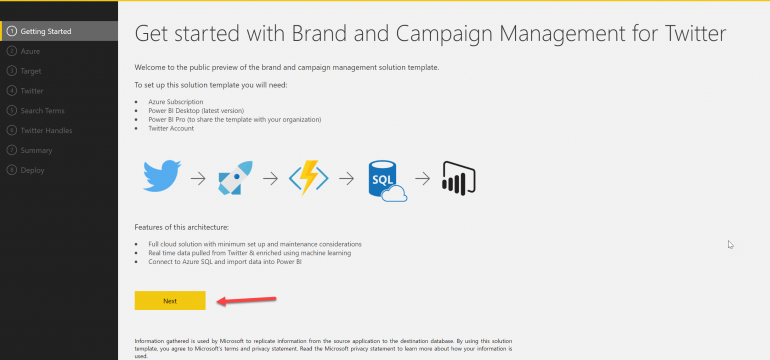 1 Getting Started
2 Azure
3 Target
4 Twitter
5 Search Terms
6 Twitter Handles
7 Summary
8 Deploy
Get started with Brand and Campaign Management for Twitter
Welcome to the public preview of the brand and campaign management solution template.
To set up this solution template you will need:
• Azure Subscription
• Power BI Desktop (latest version)
• Power BI Pro (to share the template with your organization)
• Twitter Account
SQL
Features of this architecture:
• Full cloud solution with minimum set up and maintenance considerations
• Real time data pulled from Twitter & enriched using machine learning
• Connect to Azure SQL and import data into Power BI
Next
Information gathered is used by Microsoft to replicate information from the source application to the destination database. By using this solution
template, you agree to Microsoft's terms and privacy statement. Read the Microsoft privacy statement to learn more about how your information is
used.